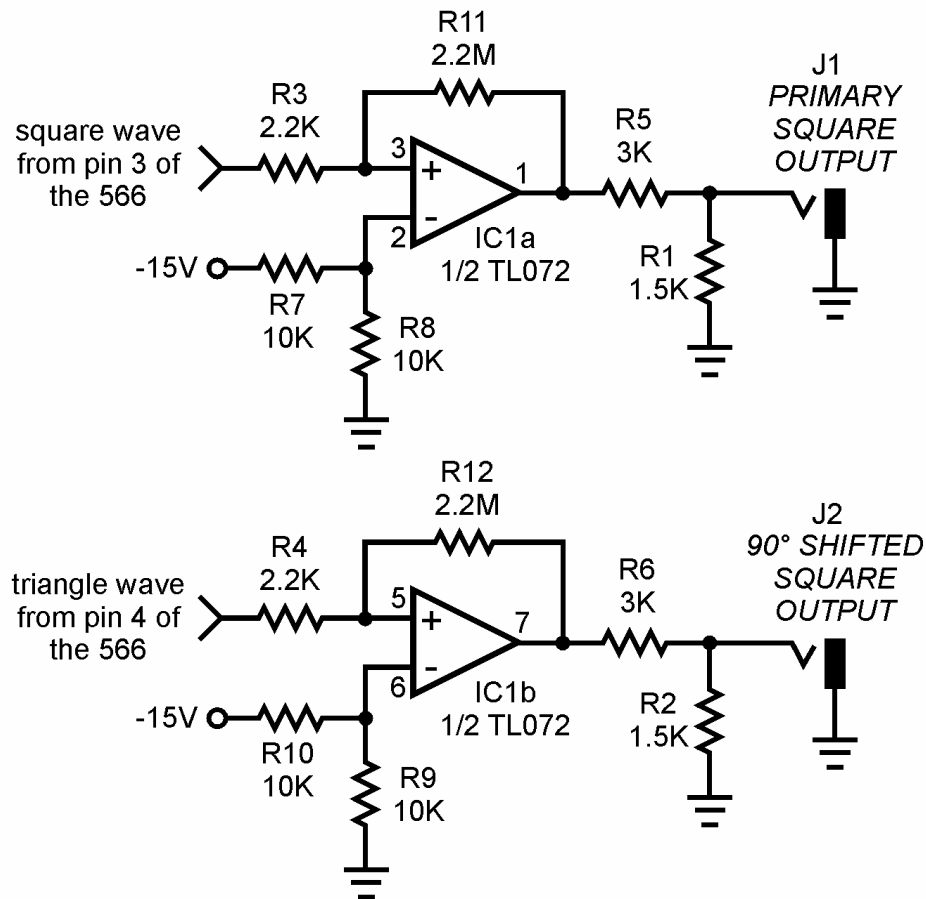 R11
2.2M
R3
2.2K
square wave
from pin 3 of
the 566
3
+
1
-
2
IC1a
1/2 TL072
R5
3K
J1
PRIMARY
SQUARE
OUTPUT
R1
1.5K
-15V
R7
10K
R8
10K
R12
2.2M
R4
2.2K
triangle wave
from pin 4 of
the 566
5
+
7
-
6
IC1b
1/2 TL072
R6
3K
J2
90° SHIFTED
SQUARE
OUTPUT
R2
1.5K
-15V
R10
10K
R9
10K